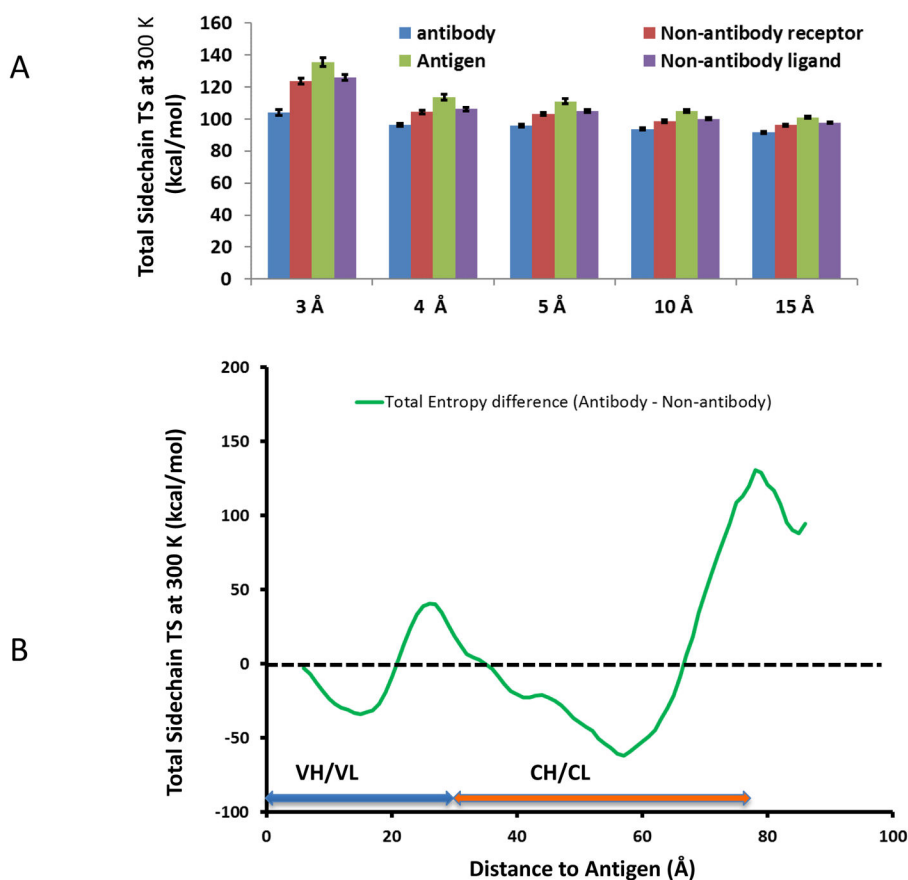 A
Total Sidechain TS at 300 K
(kcal/mol)
160
140
120
100
80
60
40
20
0
antibody
Non-antibody receptor
Antigen
Non-antibody ligand
3 Å
4 Å
5 Å
10 Å
15 Å
B
Total Sidechain TS at 300 K (kcal/mol)
200
150
100
50
0
-50
-100
Total Entropy difference (Antibody - Non-antibody)
VH/VL
CH/CL
0
20
40
60
80
100
Distance to Antigen (Å)